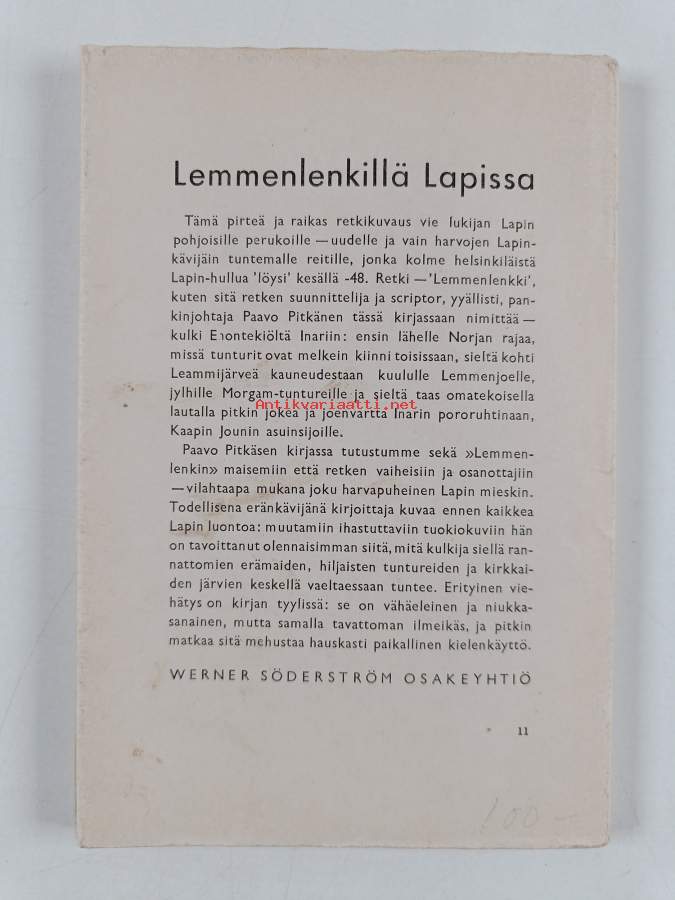 Lemmenlenkillä Lapissa
Tämä pirteä ja raikas retkikuvaus vie lukijan Lapin
pohjoisille perukoille — uudelle ja vain harvojen Lapin-
kävijäin tuntemalle reitille, jonka kolme helsinkiläistä
Lapin-hullua 'löysi' kesällä -48. Retki — 'Lemmenlenkki',
kuten sitä retken suunnittelija ja scriptor, yyällisti, pan-
kinjohtaja Paavo Pitkänen tässä kirjassaan nimittää —
kulki Enontekiöltä Inariin: ensin lähelle Norjan rajaa,
missä tunturit ovat melkein kiinni toisissaan, sieltä kohti
Leammijärveä kauneudestaan kuululle Lemmenjoelle,
jylhille Morgam-tuntureille ja sieltä taas omatekoisella
Antikvariaatti.net
lautalla pitkin jokea ja joenvartta Inarin pororuhtinaan,
Kaapin Jounin asuinsijoille.
Paavo Pitkäsen kirjassa tutustumme sekä »Lemmen-
lenkin» maisemiin että retken vaiheisiin ja osanottajiin
— vilahtaapa mukana joku harvapuheinen Lapin mieskin.
Todellisena eränkävijänä kirjoittaja kuvaa ennen kaikkea
Lapin luontoa: muutamiin ihastuttaviin tuokiokuviin hän
on tavoittanut olennaisimman siitä, mitä kulkija siellä ran-
nattomien erämaiden, hiljaisten tuntureiden ja kirkkai-
den järvien keskellä vaeltaessaan tuntee. Erityinen vie-
hätys on kirjan tyylissä: se on vähäeleinen ja niukka-
sanainen, mutta samalla tavattoman ilmeikäs, ja pitkin
matkaa sitä mehustaa hauskasti paikallinen kielenkäyttö.
WERNER SÖDERSTRÖM OSAKEYHTIÖ
11
100 –